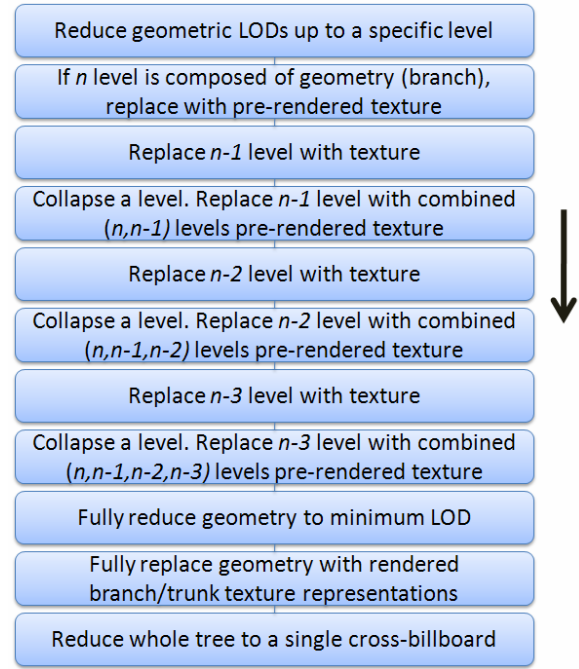 Reduce geometric LODs up to a specific level
If n level is composed of geometry (branch),
replace with pre-rendered texture
Replace n-1 level with texture
Collapse a level. Replace n-1 level with combined
(n,n-1) levels pre-rendered texture
Replace n-2 level with texture
Collapse a level. Replace n-2 level with combined
(n,n-1,n-2) levels pre-rendered texture
Replace n-3 level with texture
Collapse a level. Replace n-3 level with combined
(n,n-1,n-2,n-3) levels pre-rendered texture
Fully reduce geometry to minimum LOD
Fully replace geometry with rendered
branch/trunk texture representations
Reduce whole tree to a single cross-billboard